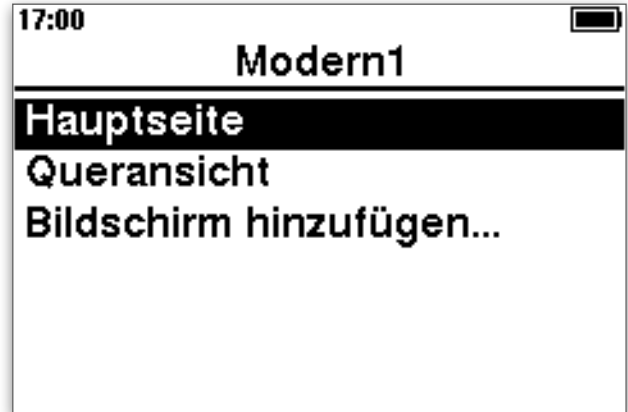 17:00
Modern1
Hauptseite
Queransicht
Bildschirm hinzufügen...